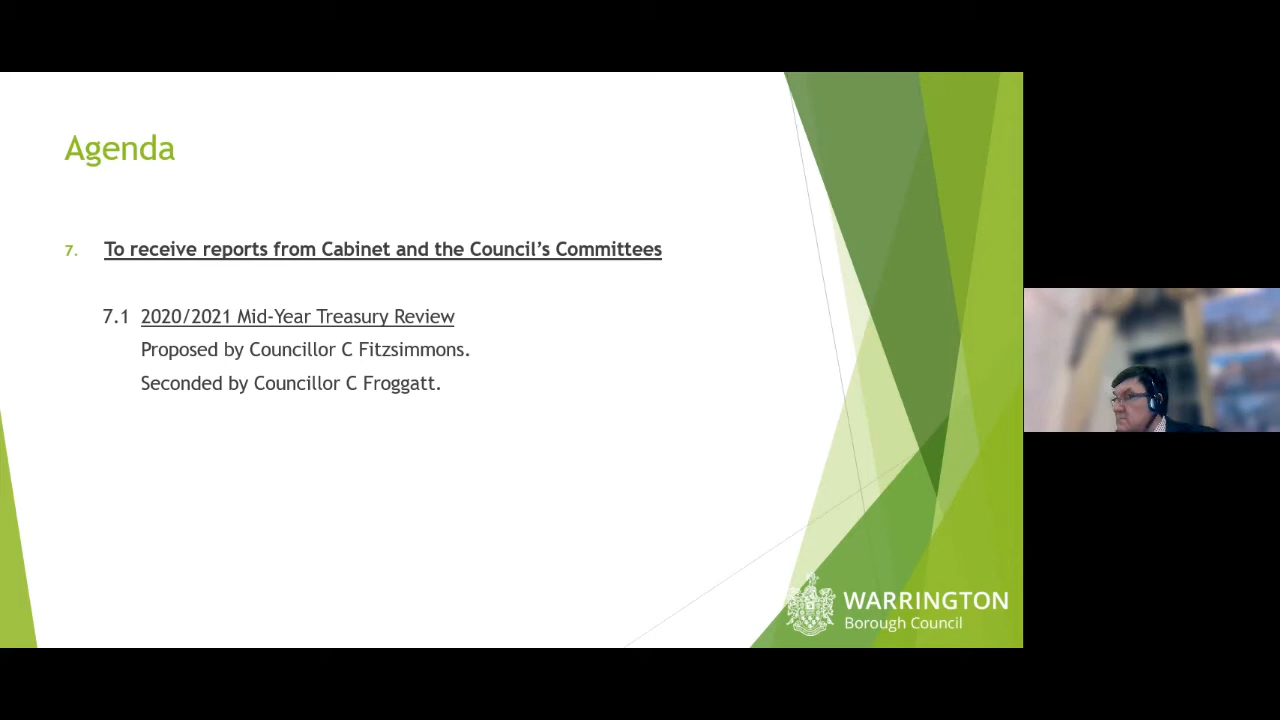 Agenda
7. To receive reports from Cabinet and the Council’s Committees
7.1 2020/2021 Mid-Year Treasury Review
Proposed by Councillor C Fitzsimmons.
Seconded by Councillor C Froggatt.
WARRINGTON
Borough Council